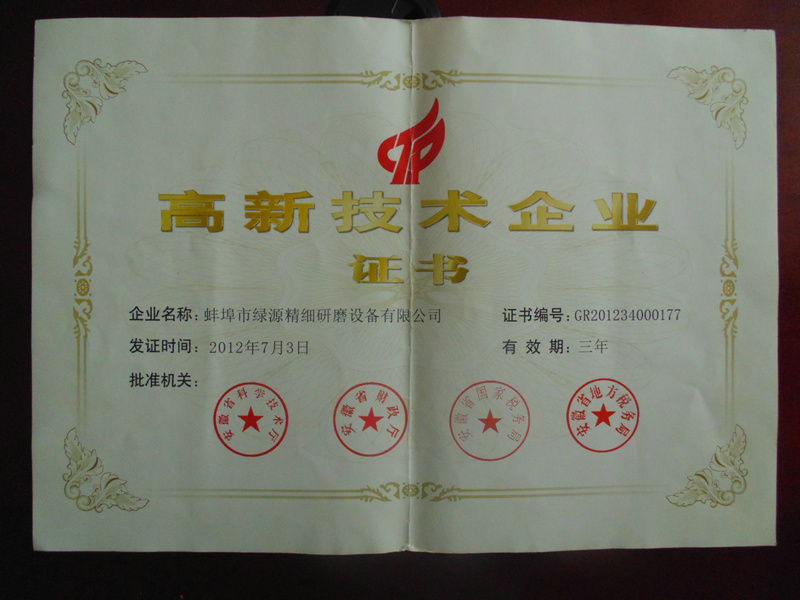 高新技术企业
证书
企业名称：蚌埠市绿源精细研磨设备有限公司 证书编号：GR201234000177
发证时间：2012年7月3日 有效期：三年
批准机关：
安徽省科学技术厅
安徽省财政厅
安徽省国家税务局
安徽省地方税务局